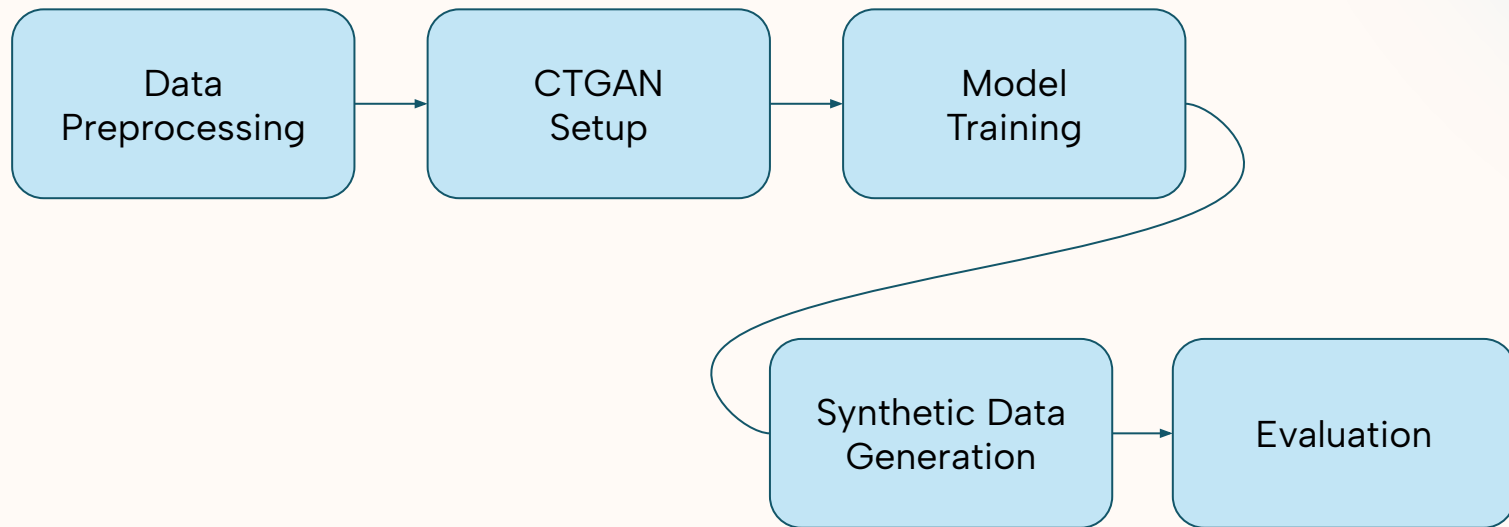 Data
Preprocessing
CTGAN
Setup
Model
Training
Synthetic Data
Generation
Evaluation